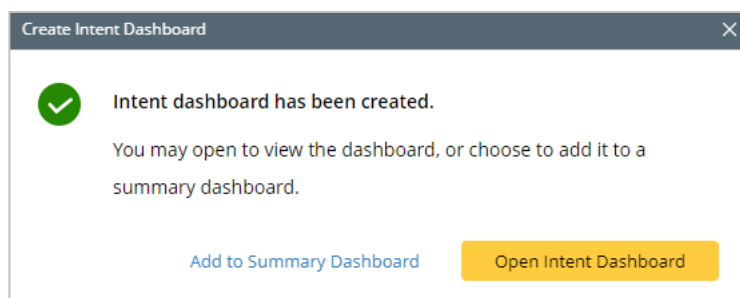 Create Intent Dashboard
Intent dashboard has been created.
You may open to view the dashboard, or choose to add it to a
summary dashboard.
Add to Summary Dashboard
Open Intent Dashboard